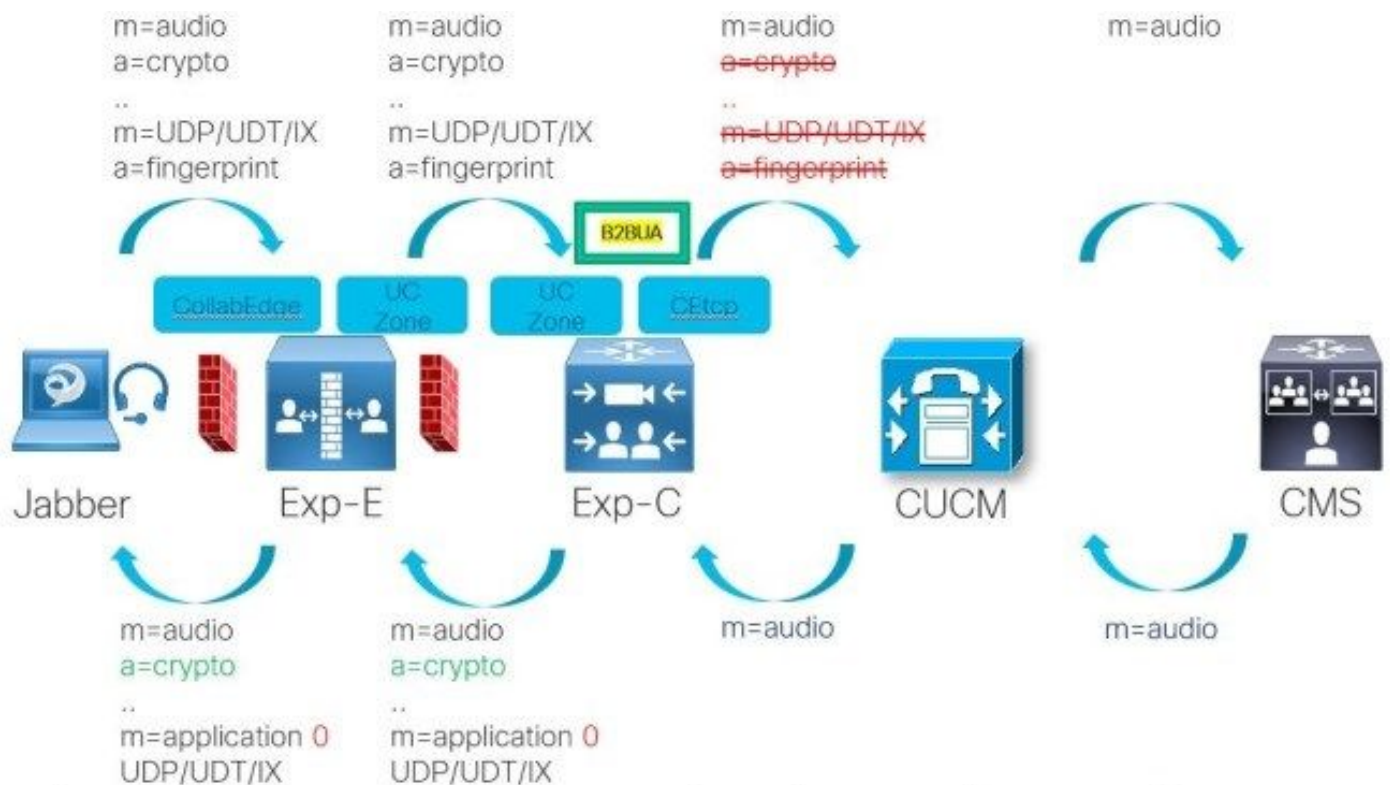 m=audio
a=crypto
..
m=UDP/UDT/IX
a=fingerprint
m=audio
a=crypto
..
m=UDP/UDT/IX
a=fingerprint
m=audio
a=crypto
..
m=UDP/UDT/IX
a=fingerprint
m=audio
B2BUA
CollabEdge
UC
Zone
UC
Zone
CEtcp
Jabber
Exp-E
Exp-C
CUCM
CMS
m=audio
a=crypto
..
m=application 0
UDP/UDT/IX
m=audio
a=crypto
..
m=application 0
UDP/UDT/IX
m=audio
m=audio